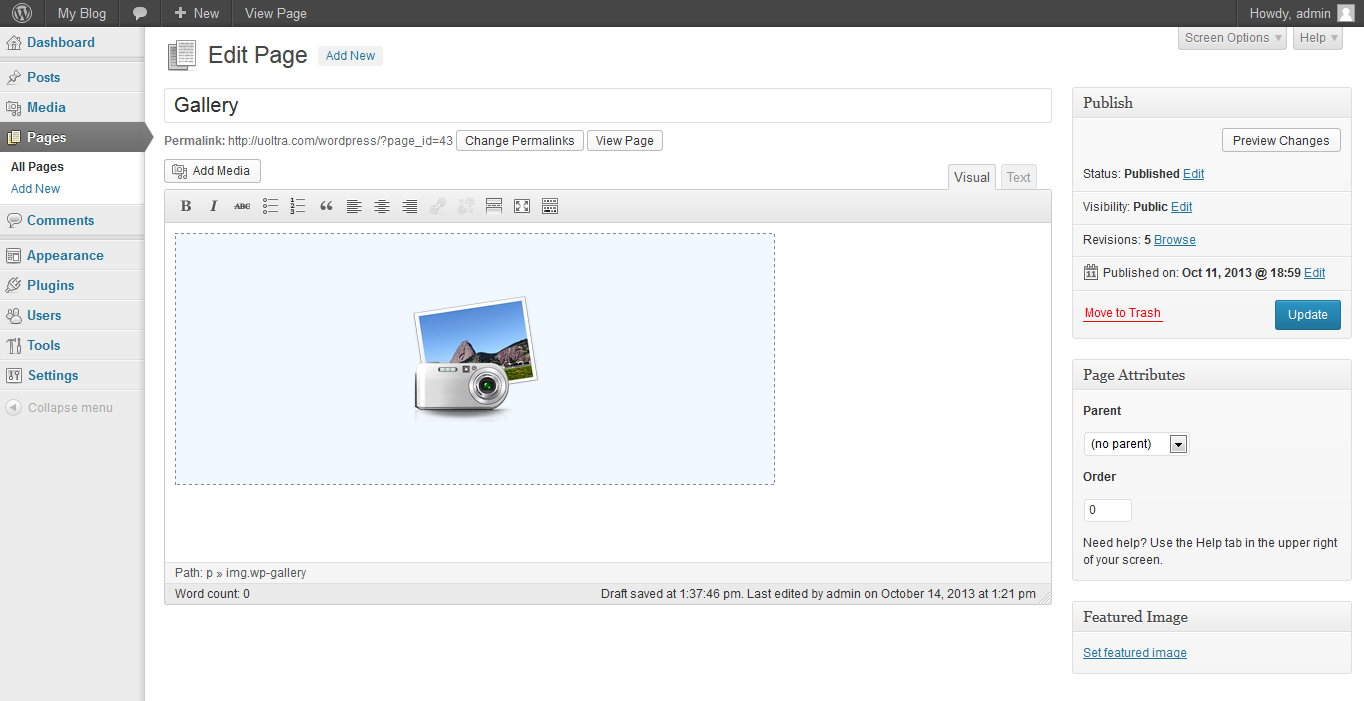 My Blog
New
View Page
Howdy, admin
Dashboard
Posts
Media
Pages
All Pages
Add New
Comments
Appearance
Plugins
Users
Tools
Settings
Collapse menu
Screen Options
Help
Edit Page
Add New
Gallery
Permalink: http://uoltra.com/wordpress/?page_id=43
Change Permalinks
View Page
Add Media
Visual
Text
B
I
ABC
Path: p » img.wp-gallery
Word count: 0
Draft saved at 1:37:46 pm. Last edited by admin on October 14, 2013 at 1:21 pm
Publish
Preview Changes
Status: Published Edit
Visibility: Public Edit
Revisions: 5 Browse
11
Published on: Oct 11, 2013 @ 18:59 Edit
Move to Trash
Update
Page Attributes
Parent
(no parent)
Order
0
Need help? Use the Help tab in the upper right
of your screen.
Featured Image
Set featured image